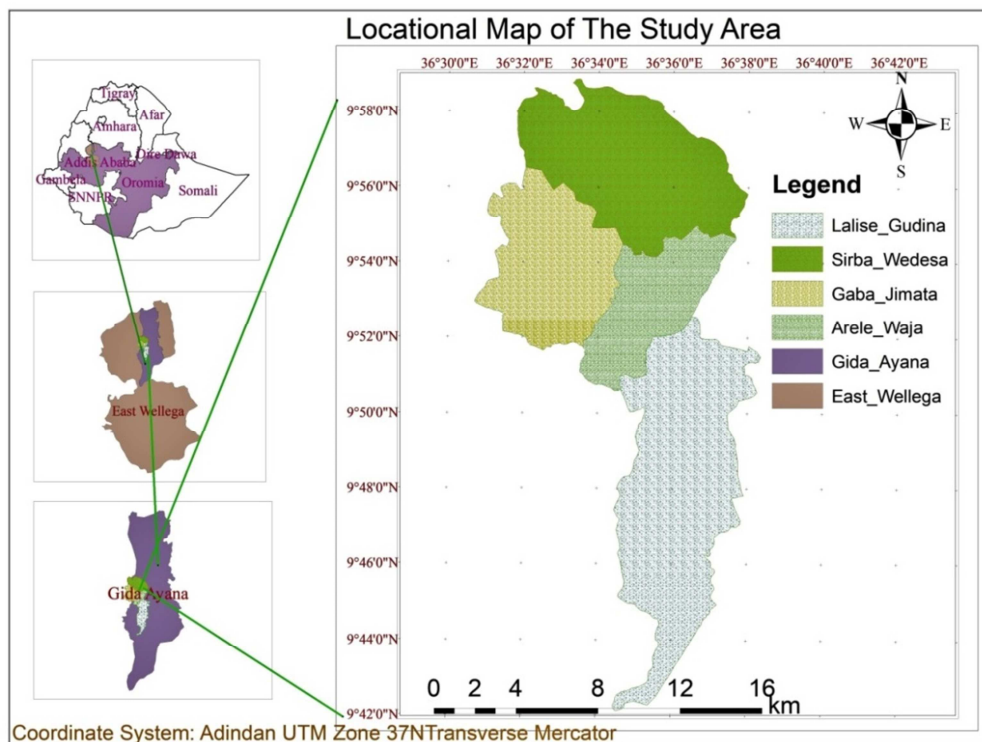 Locational Map of The Study Area
36°30'0"E 36°32'0"E 36°34'0"E 36°36'0"E 36°38'0"E 36°40'0"E 36°42'0"E
9°58'0"N
9°56'0"N
9°54'0"N
9°52'0"N
9°50'0"N
9°48'0"N
9°46'0"N
9°44'0"N
9°42'0"N
N
W E
S
Tigray
Afar
Amhara
Dire Dawa
Addis Ababa
Gambela
Oromia
SNNPR
Somali
East Wellega
Gida Ayana
Legend
Lalise_Gudina
Sirba_Wedesa
Gaba_Jimata
Arele_Waja
Gida_Ayana
East_Wellega
0 2 4 8 12 16
km
Coordinate System: Adindan UTM Zone 37NTransverse Mercator